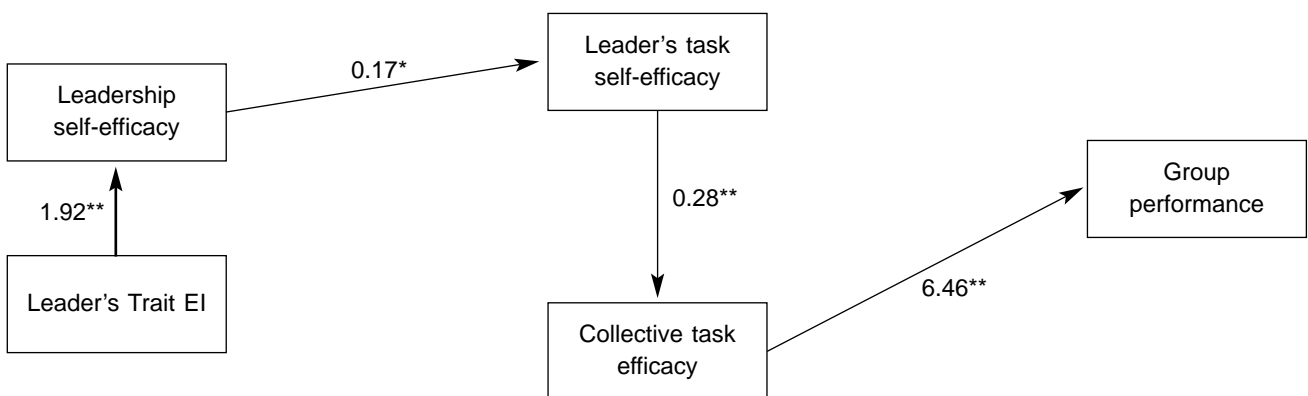 Leader’s task
self-efficacy
0.17*
Leadership
self-efficacy
Group
performance
0.28**
1.92**
6.46**
Leader’s Trait EI
Collective task
efficacy